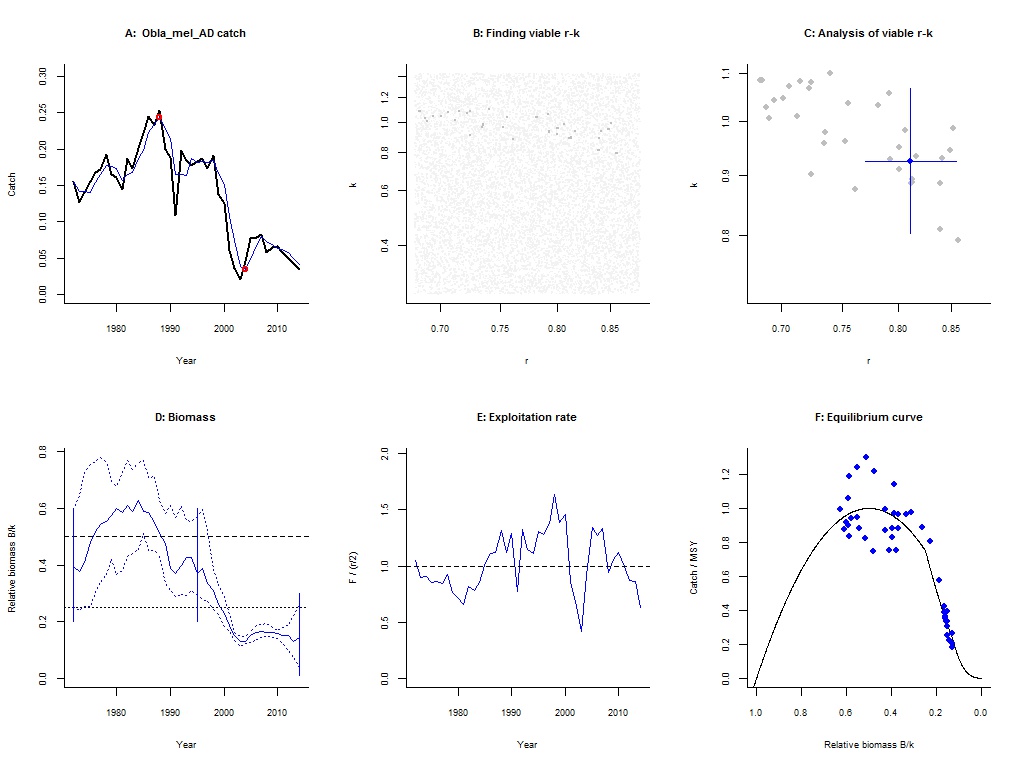 A: Obla_mel_AD catch
B: Finding viable r-k
C: Analysis of viable r-k
Catch
0.00 0.05 0.10 0.15 0.20 0.25 0.30
1980 1990 2000 2010
Year
k
0.4 0.6 0.8 1.0 1.2
0.70 0.75 0.80 0.85
r
k
0.8 0.9 1.0 1.1
0.70 0.75 0.80 0.85
r
D: Biomass
E: Exploitation rate
F: Equilibrium curve
Relative biomass B/k
0.0 0.2 0.4 0.6 0.8
1980 1990 2000 2010
Year
F / (r/2)
0.0 0.5 1.0 1.5 2.0
1980 1990 2000 2010
Year
Catch / MSY
0.0 0.2 0.4 0.6 0.8 1.0 1.2
1.0 0.8 0.6 0.4 0.2 0.0
Relative biomass B/k